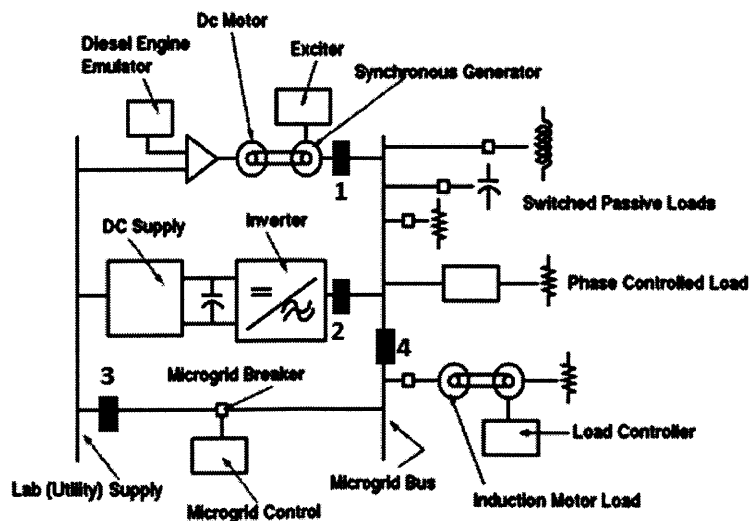 Dc Motor
Diesel Engine
Emulator
Exciter
Synchronous Generator
1
Switched Passive Loads
DC Supply
Inverter
Phase Controlled Load
2
4
3
Microgrid Breaker
Load Controller
Lab (Utility) Supply
Microgrid Control
Microgrid Bus
Induction Motor Load